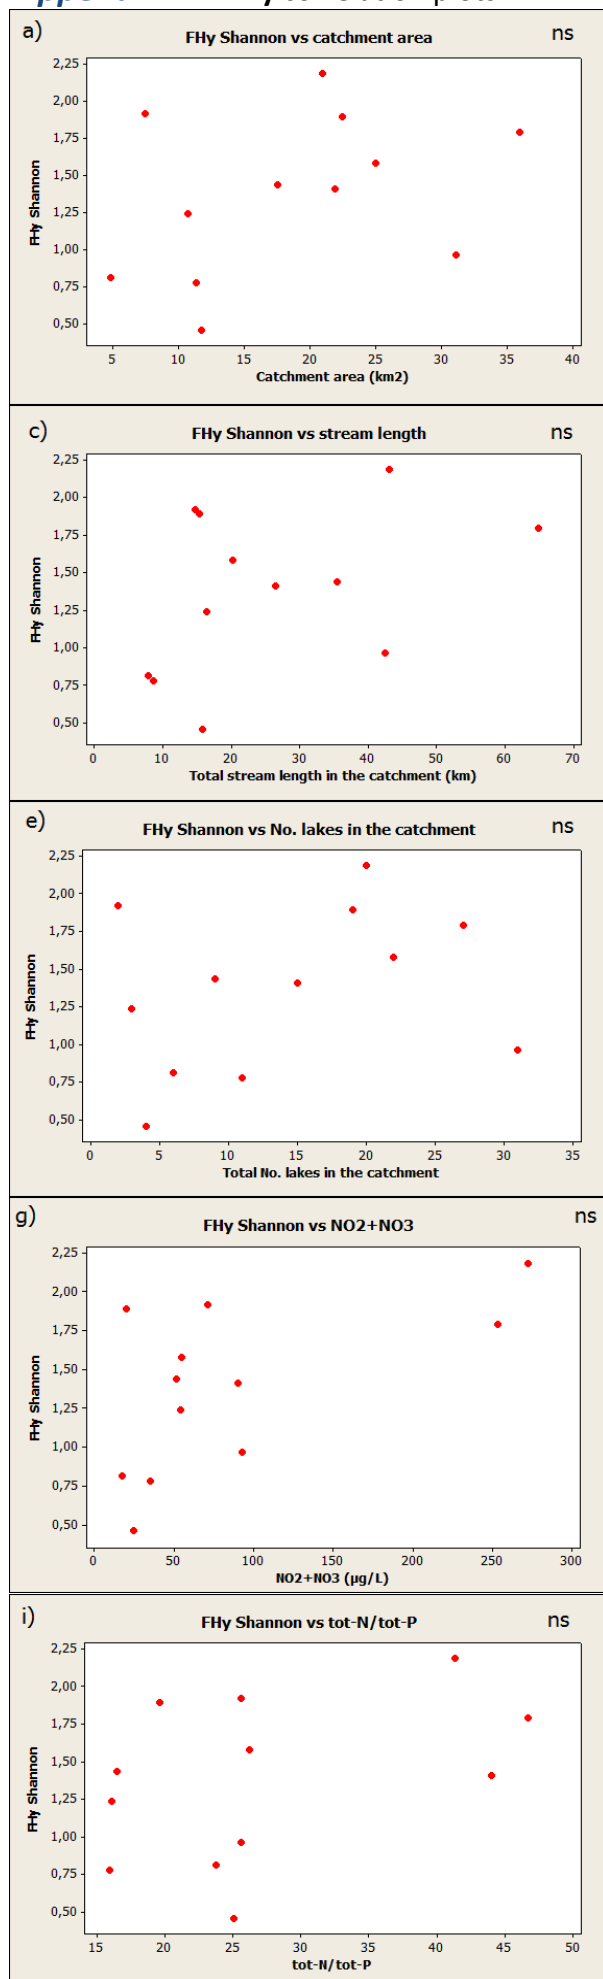 a) FHy Shannon vs catchment area ns
2,25
2,00
1,75
1,50
1,25
1,00
0,75
0,50
FHy Shannon
5 10 15 20 25 30 35 40
Catchment area (km2)
c) FHy Shannon vs stream length ns
2,25
2,00
1,75
1,50
1,25
1,00
0,75
0,50
FHy Shannon
0 10 20 30 40 50 60 70
Total stream length in the catchment (km)
e) FHy Shannon vs No. lakes in the catchment ns
2,25
2,00
1,75
1,50
1,25
1,00
0,75
0,50
FHy Shannon
0 5 10 15 20 25 30 35
Total No. lakes in the catchment
g) FHy Shannon vs NO2+NO3 ns
2,25
2,00
1,75
1,50
1,25
1,00
0,75
0,50
FHy Shannon
0 50 100 150 200 250 300
NO2+NO3 (µg/L)
i) FHy Shannon vs tot-N/tot-P ns
2,25
2,00
1,75
1,50
1,25
1,00
0,75
0,50
FHy Shannon
15 20 25 30 35 40 45 50
tot-N/tot-P